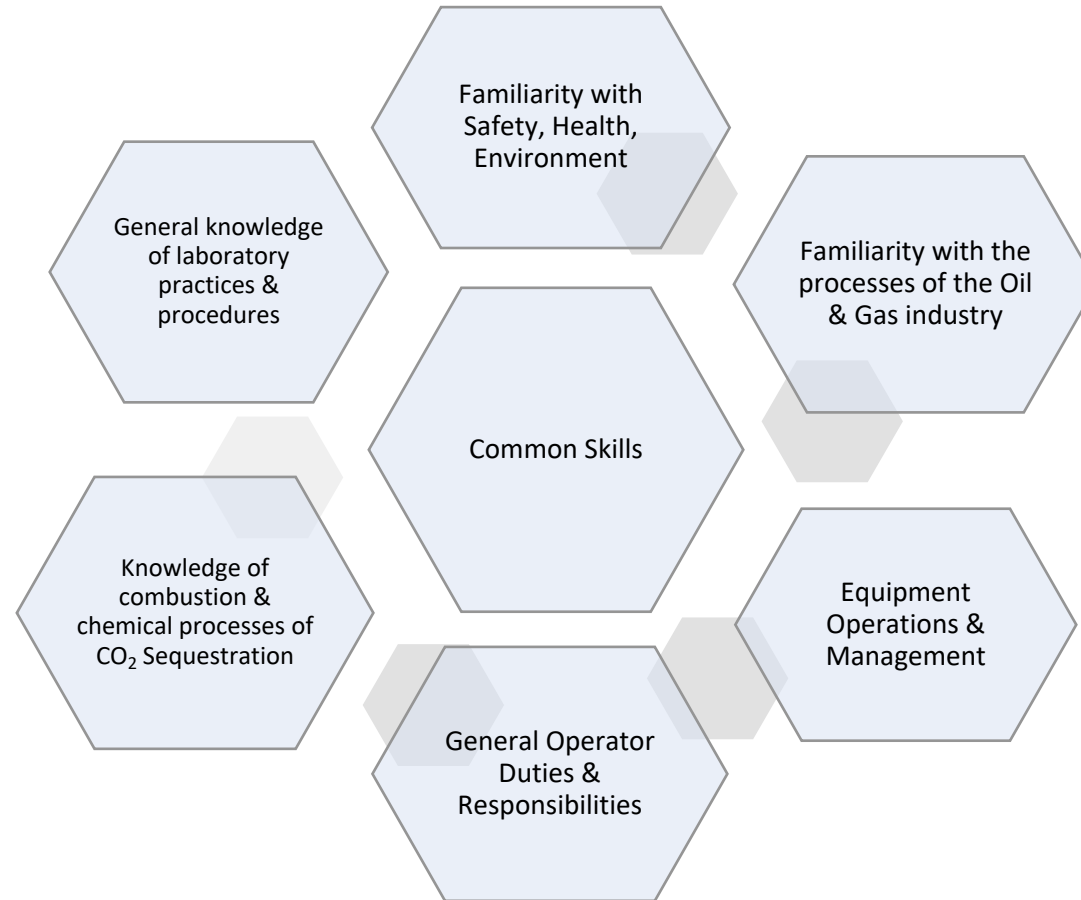 Familiarity with
Safety, Health,
Environment
General knowledge
of laboratory
practices &
procedures
Familiarity with the
processes of the Oil
& Gas industry
Common Skills
Knowledge of
combustion &
chemical processes of
CO₂ Sequestration
Equipment
Operations &
Management
General Operator
Duties &
Responsibilities